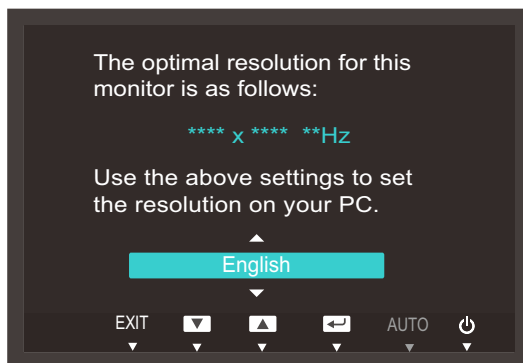 The optimal resolution for this
monitor is as follows:
**** x **** **Hz
Use the above settings to set
the resolution on your PC.
English
EXIT AUTO